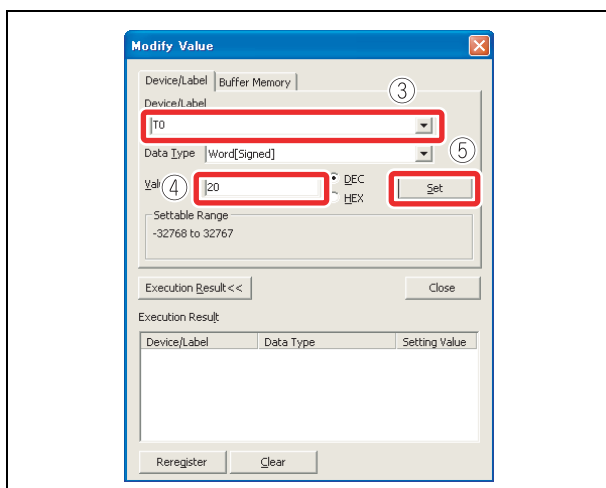 Modify Value
Device/Label Buffer Memory
Device/Label ③
T0
Data Type Word[Signed] ⑤
Val ④ 20 DEC Set
HEX
Settable Range
-32768 to 32767
Execution Result<< Close
Execution Result
Device/Label Data Type Setting Value
Reregister Clear